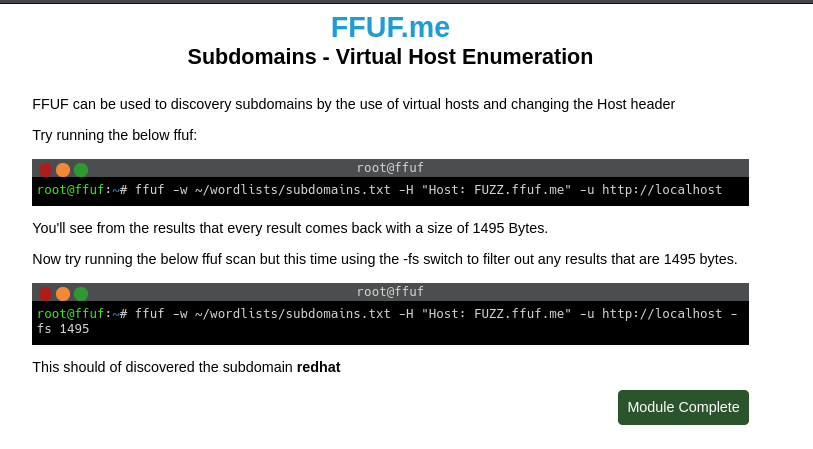 FFUF.me
Subdomains - Virtual Host Enumeration
FFUF can be used to discovery subdomains by the use of virtual hosts and changing the Host header
Try running the below ffuf:
root@ffuf
root@ffuf:~# ffuf -w ~/wordlists/subdomains.txt -H "Host: FUZZ.ffuf.me" -u http://localhost
You'll see from the results that every result comes back with a size of 1495 Bytes.
Now try running the below ffuf scan but this time using the -fs switch to filter out any results that are 1495 bytes.
root@ffuf
root@ffuf:~# ffuf -w ~/wordlists/subdomains.txt -H "Host: FUZZ.ffuf.me" -u http://localhost -
fs 1495
This should of discovered the subdomain redhat
Module Complete